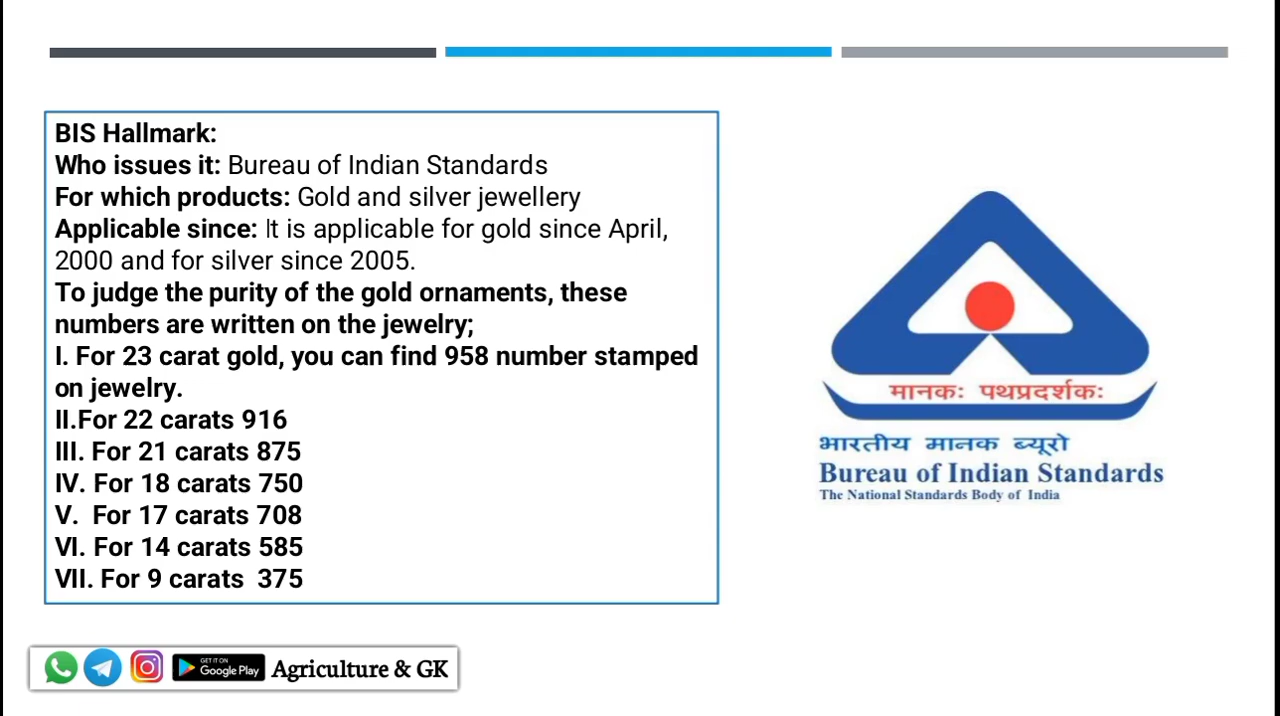 BIS Hallmark:
Who issues it: Bureau of Indian Standards
For which products: Gold and silver jewellery
Applicable since: It is applicable for gold since April,
2000 and for silver since 2005.
To judge the purity of the gold ornaments, these
numbers are written on the jewelry;
I. For 23 carat gold, you can find 958 number stamped
on jewelry.
II.For 22 carats 916
III. For 21 carats 875
IV. For 18 carats 750
V.  For 17 carats 708
VI. For 14 carats 585
VII. For 9 carats  375
मानकः पथप्रदर्शकः
भारतीय मानक ब्यूरो
Bureau of Indian Standards
The National Standards Body of India
GET IT ON
Google Play
Agriculture & GK